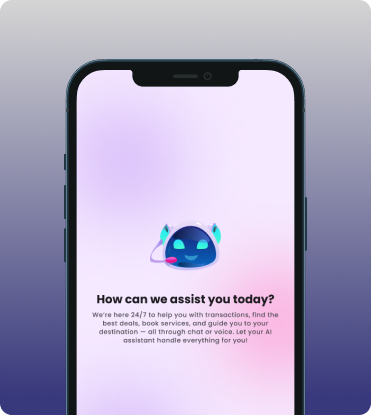 How can we assist you today?
We're here 24/7 to help you with transactions, find the
best deals, book services, and guide you to your
destination — all through chat or voice. Let your AI
assistant handle everything for you!